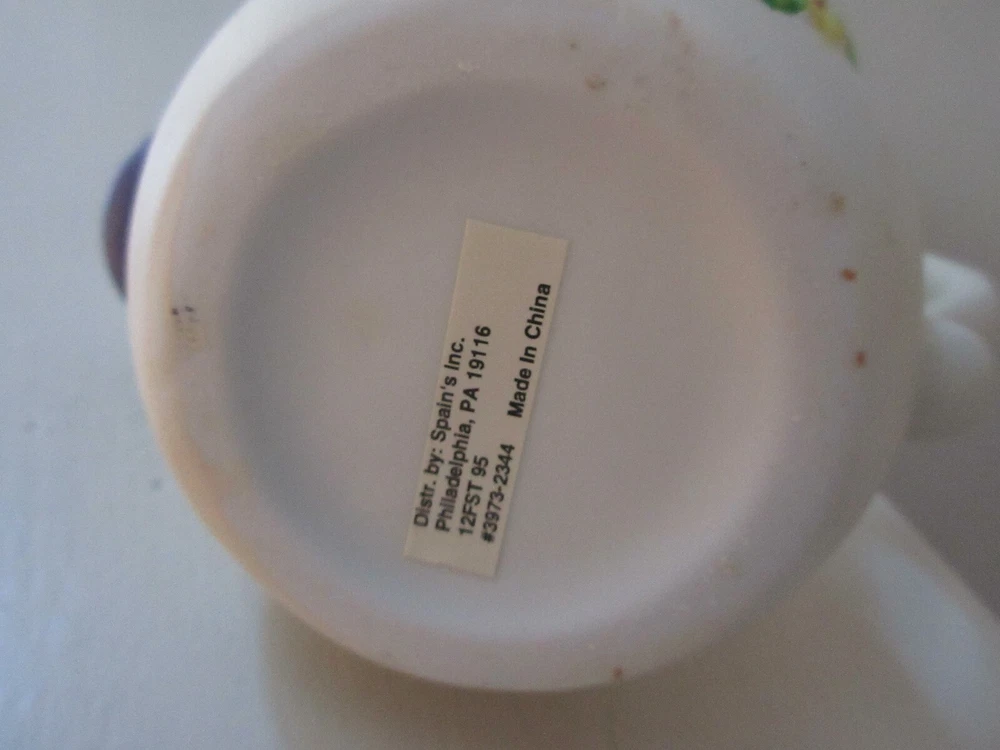 Distr. by: Spain's Inc.
Philadelphia, PA 19116
12FST 95
#3973-2344 Made In China